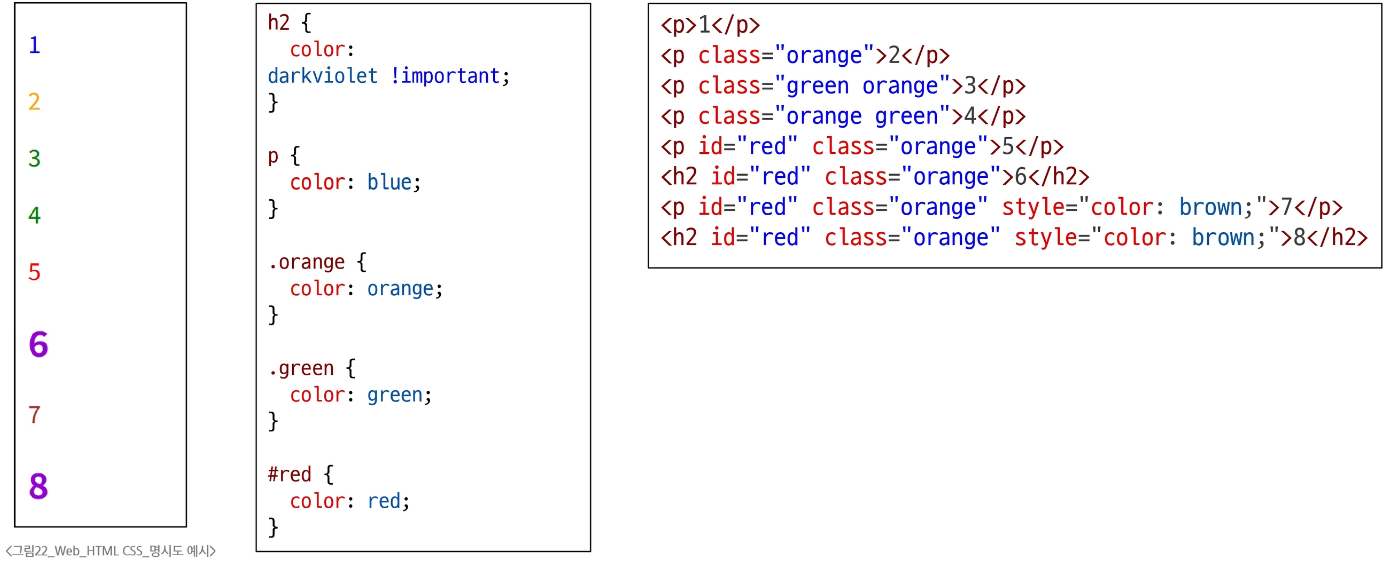 1
2
3
4
5
6
7
8
<그림22_Web_HTML CSS_명시도 예시>
h2 {
  color:
darkviolet !important;
}
p {
  color: blue;
}
.orange {
  color: orange;
}
.green {
  color: green;
}
#red {
  color: red;
}
<p>1</p>
<p class="orange">2</p>
<p class="green orange">3</p>
<p class="orange green">4</p>
<p id="red" class="orange">5</p>
<h2 id="red" class="orange">6</h2>
<p id="red" class="orange" style="color: brown;">7</p>
<h2 id="red" class="orange" style="color: brown;">8</h2>